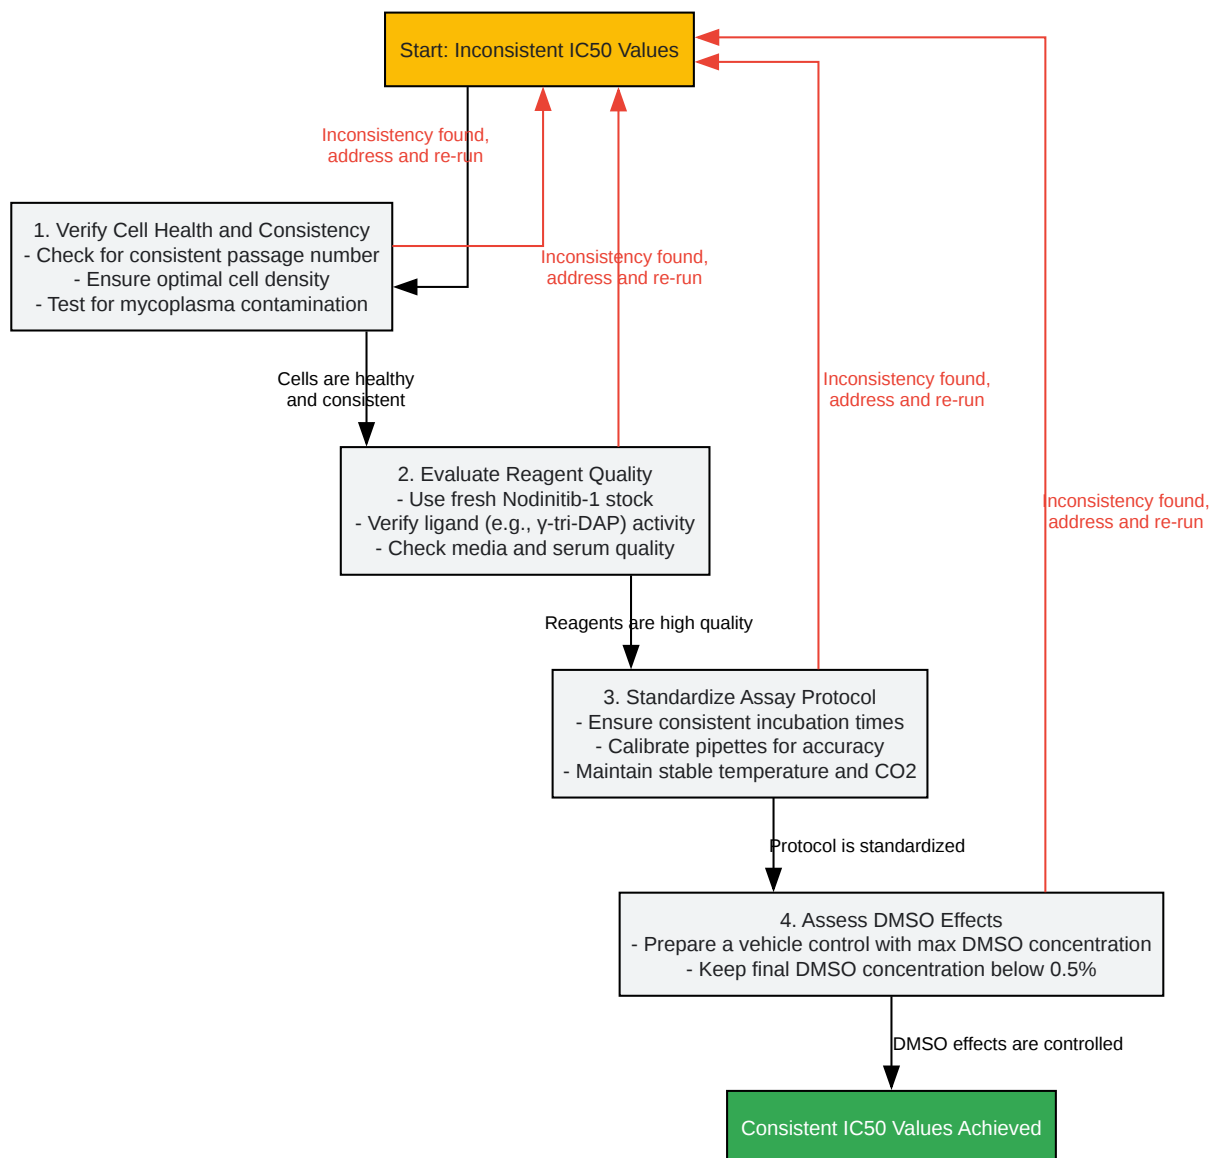 Start: Inconsistent IC50 Values
Inconsistency found,
address and re-run
1. Verify Cell Health and Consistency
- Check for consistent passage number
- Ensure optimal cell density
- Test for mycoplasma contamination
Inconsistency found,
address and re-run
Cells are healthy
and consistent
Inconsistency found,
address and re-run
2. Evaluate Reagent Quality
- Use fresh Nodinitib-1 stock
- Verify ligand (e.g., γ-tri-DAP) activity
- Check media and serum quality
Inconsistency found,
address and re-run
Reagents are high quality
3. Standardize Assay Protocol
- Ensure consistent incubation times
- Calibrate pipettes for accuracy
- Maintain stable temperature and CO2
Protocol is standardized
4. Assess DMSO Effects
- Prepare a vehicle control with max DMSO concentration
- Keep final DMSO concentration below 0.5%
DMSO effects are controlled
Consistent IC50 Values Achieved